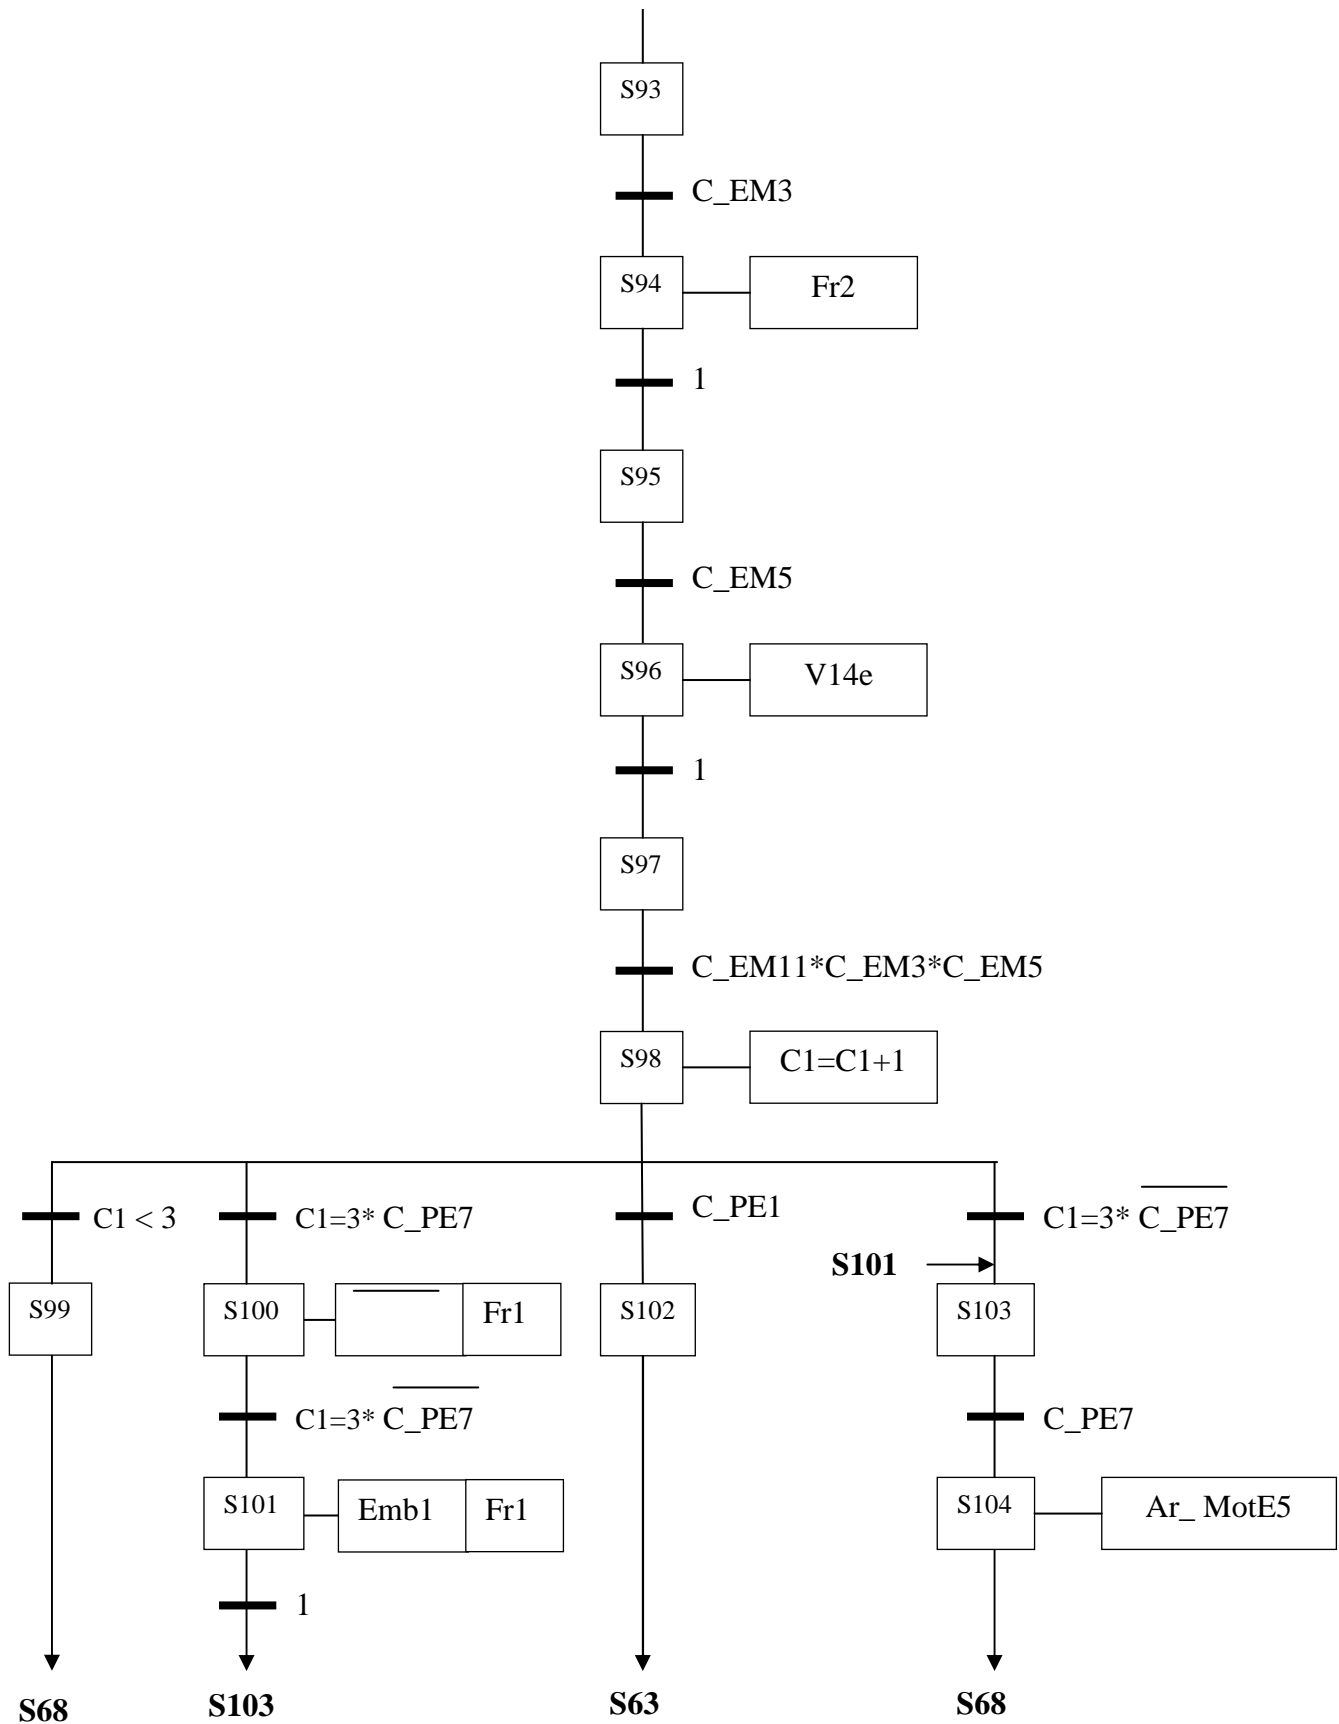 S93
C_EM3
S94 Fr2
1
S95
C_EM5
S96 V14e
1
S97
C_EM11*C_EM3*C_EM5
S98 C1=C1+1
C1 < 3 C1=3* C_PE7 C_PE1 C1=3* C̅_̅P̅E̅7̅
S101
S99 S100 Fr1 S102 S103
C1=3* C̅_̅P̅E̅7̅ C_PE7
S101 Emb1 Fr1 S104 Ar_ MotE5
1
S68 S103 S63 S68